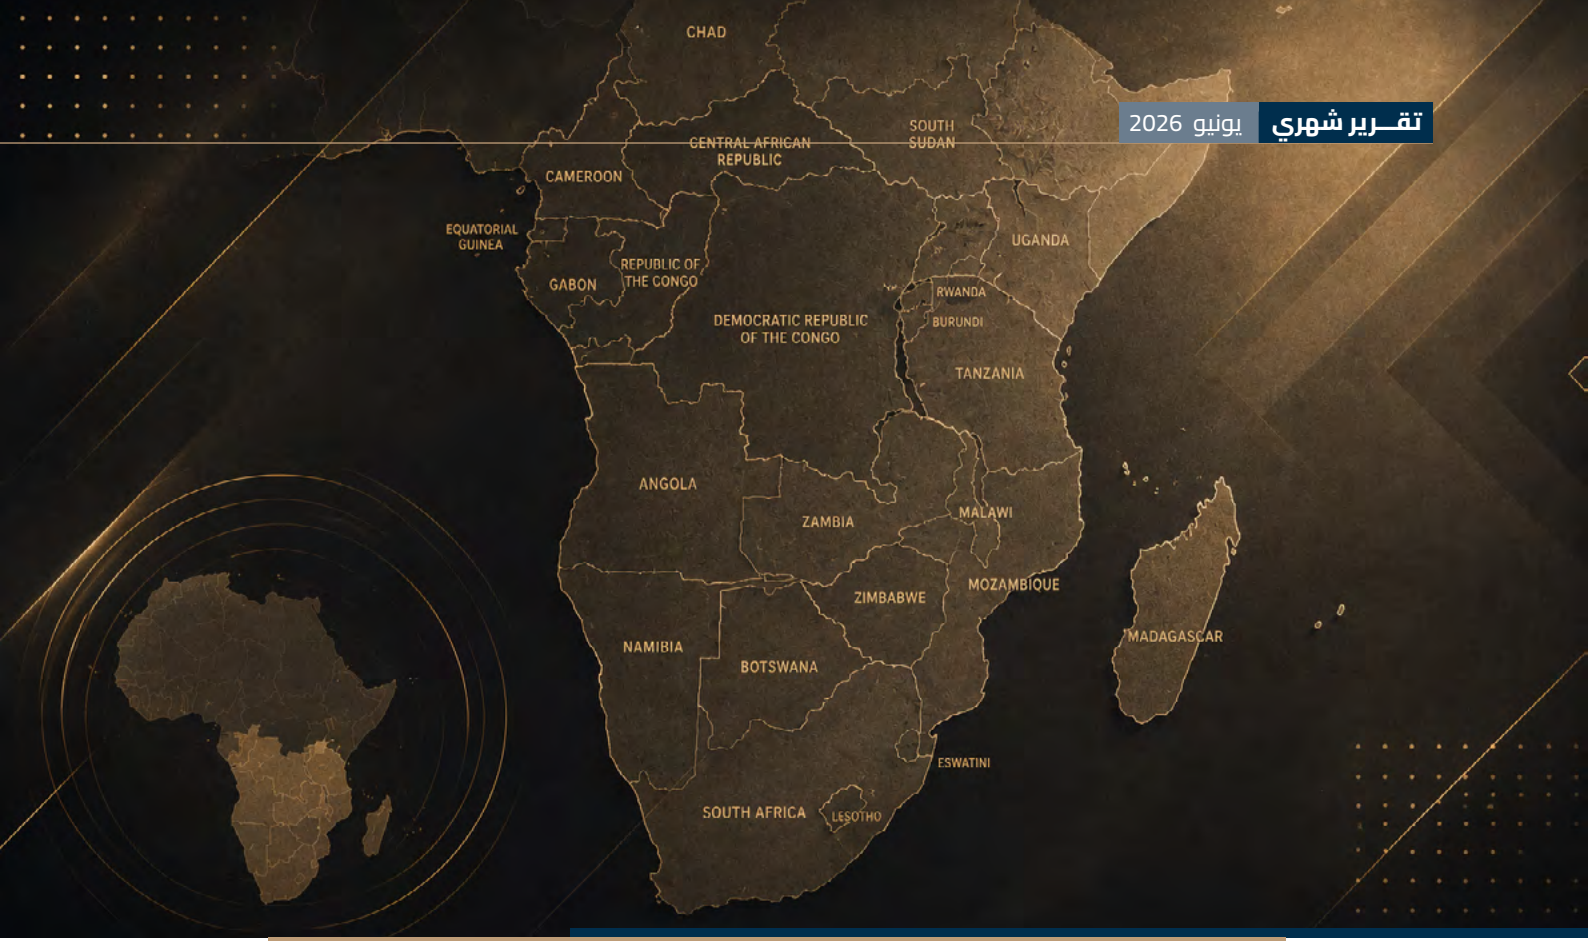 CHAD
تقـــرير شهري
يونيو 2026
SOUTH
SUDAN
CENTRAL AFRICAN
REPUBLIC
CAMEROON
EQUATORIAL
GUINEA
UGANDA
REPUBLIC OF
THE CONGO
GABON
RWANDA
BURUNDI
DEMOCRATIC REPUBLIC
OF THE CONGO
TANZANIA
ANGOLA
MALAWI
ZAMBIA
MOZAMBIQUE
ZIMBABWE
MADAGASCAR
NAMIBIA
BOTSWANA
ESWATINI
SOUTH AFRICA
LESOTHO